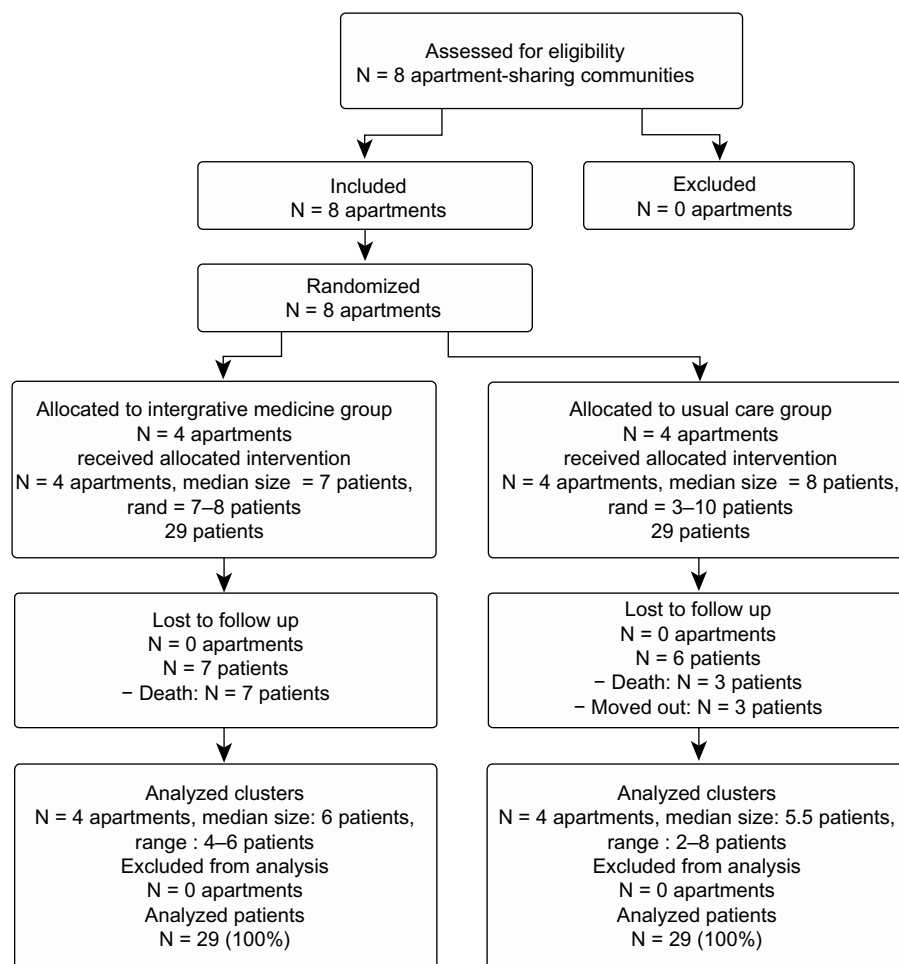 Assessed for eligibility
N = 8 apartment-sharing communities
Included
N = 8 apartments
Excluded
N = 0 apartments
Randomized
N = 8 apartments
Allocated to intergrative medicine group
N = 4 apartments
received allocated intervention
N = 4 apartments, median size = 7 patients,
rand = 7–8 patients
29 patients
Allocated to usual care group
N = 4 apartments
received allocated intervention
N = 4 apartments, median size = 8 patients,
rand = 3–10 patients
29 patients
Lost to follow up
N = 0 apartments
N = 7 patients
− Death: N = 7 patients
Lost to follow up
N = 0 apartments
N = 6 patients
− Death: N = 3 patients
− Moved out: N = 3 patients
Analyzed clusters
N = 4 apartments, median size: 6 patients,
range : 4–6 patients
Excluded from analysis
N = 0 apartments
Analyzed patients
N = 29 (100%)
Analyzed clusters
N = 4 apartments, median size: 5.5 patients,
range : 2–8 patients
Excluded from analysis
N = 0 apartments
Analyzed patients
N = 29 (100%)